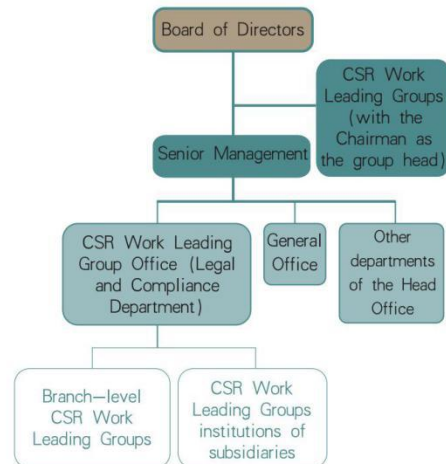 Board of Directors
CSR Work
Leading Groups
(with the
Chairman as
the group head)
Senior Management
CSR Work Leading
Group Office (Legal
and Compliance
Department)
General
Office
Other
departments
of the Head
Office
Branch—level
CSR Work
Leading Groups
CSR Work
Leading Groups
institutions of
subsidiaries